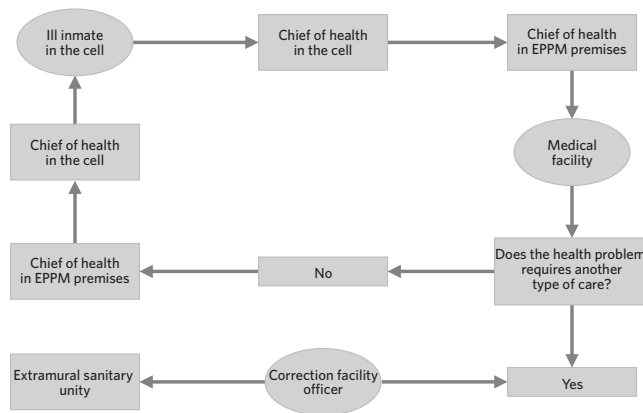 Ill inmate
in the cell
Chief of health
in the cell
Chief of health
in EPPM premises
Chief of health
in the cell
Medical
facility
Chief of health
in EPPM premises
No
Does the health problem
requires another
type of care?
Extramural sanitary
unity
Correction facility
officer
Yes